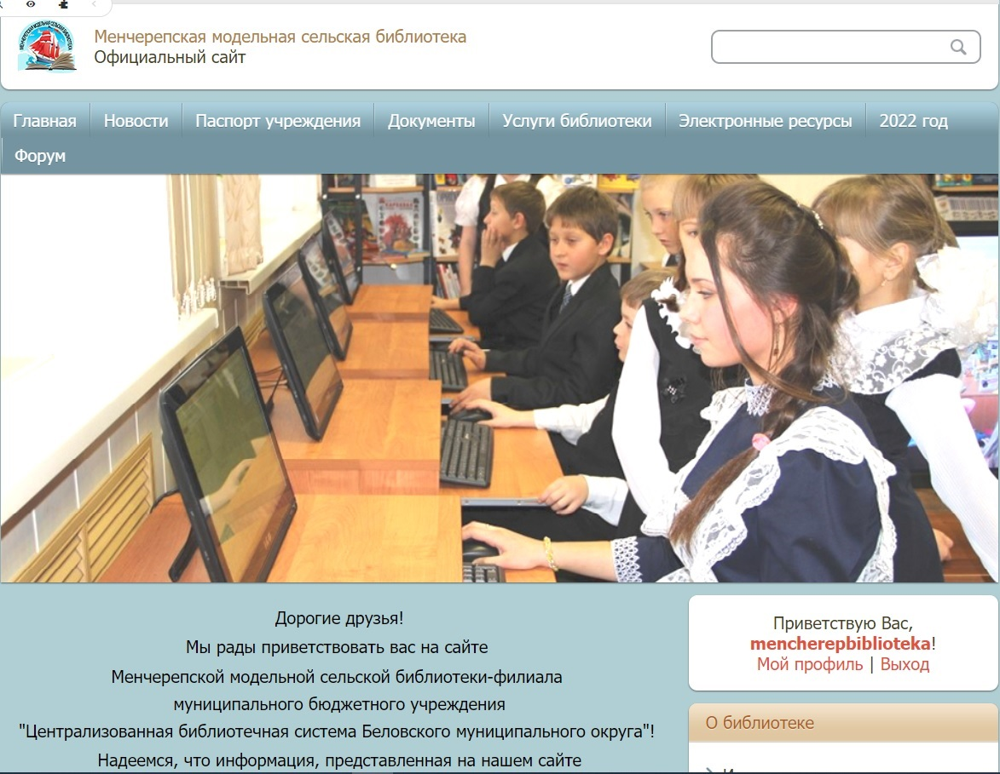 Менчерепская модельная сельская библиотека
Официальный сайт
Главная
Новости
Паспорт учреждения
Документы
Услуги библиотеки
Электронные ресурсы
2022 год
Форум
Дорогие друзья!
Мы рады приветствовать вас на сайте
Менчерепской модельной сельской библиотеки-филиала
муниципального бюджетного учреждения
"Централизованная библиотечная система Беловского муниципального округа"!
Надеемся, что информация, представленная на нашем сайте
Приветствую Вас,
mencherepbiblioteka!
Мой профиль | Выход
О библиотеке